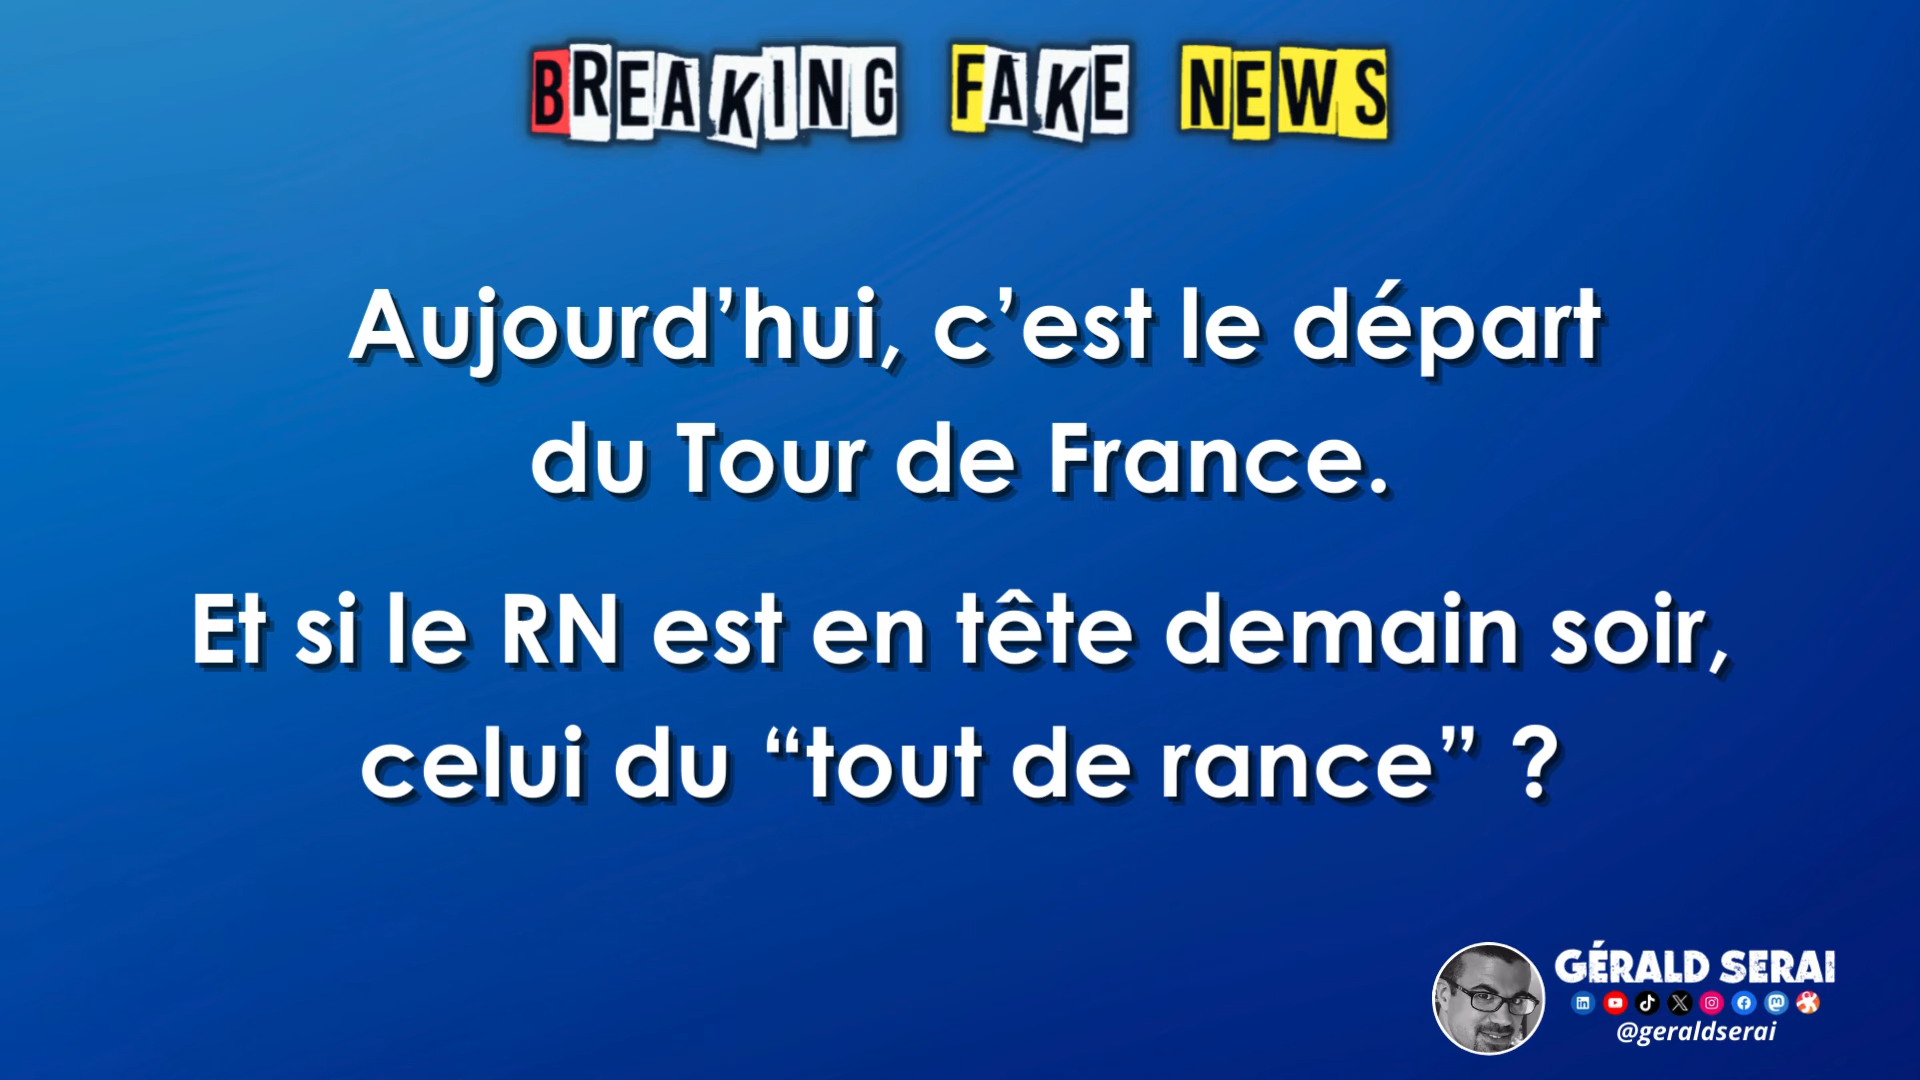 BREAKING FAKE NEWS
Aujourd’hui, c’est le départ
du Tour de France.
Et si le RN est en tête demain soir,
celui du “tout de rance” ?
GÉRALD SERAI
@geraldserai